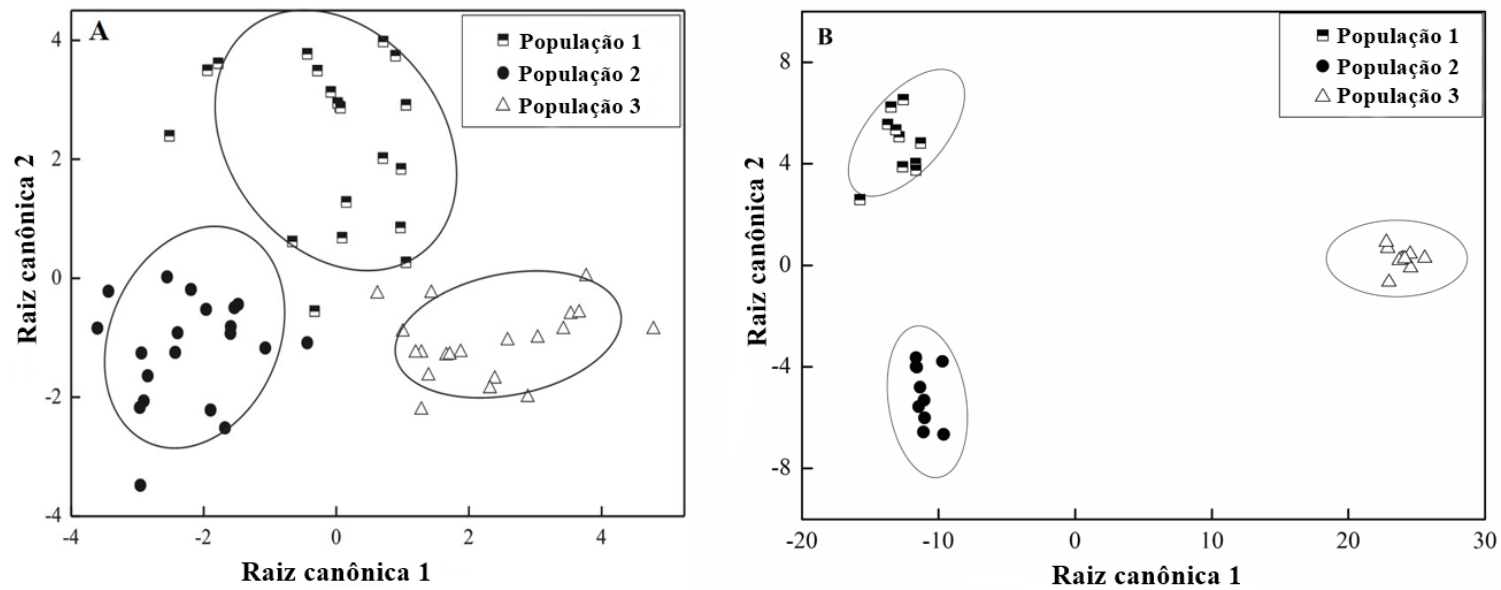 A
População 1
População 2
População 3
4
2
0
-2
-4
Raiz canônica 2
-4
-2
0
2
4
Raiz canônica 1
B
População 1
População 2
População 3
8
4
0
-4
-8
Raiz canônica 2
-20
-10
0
10
20
30
Raiz canônica 1